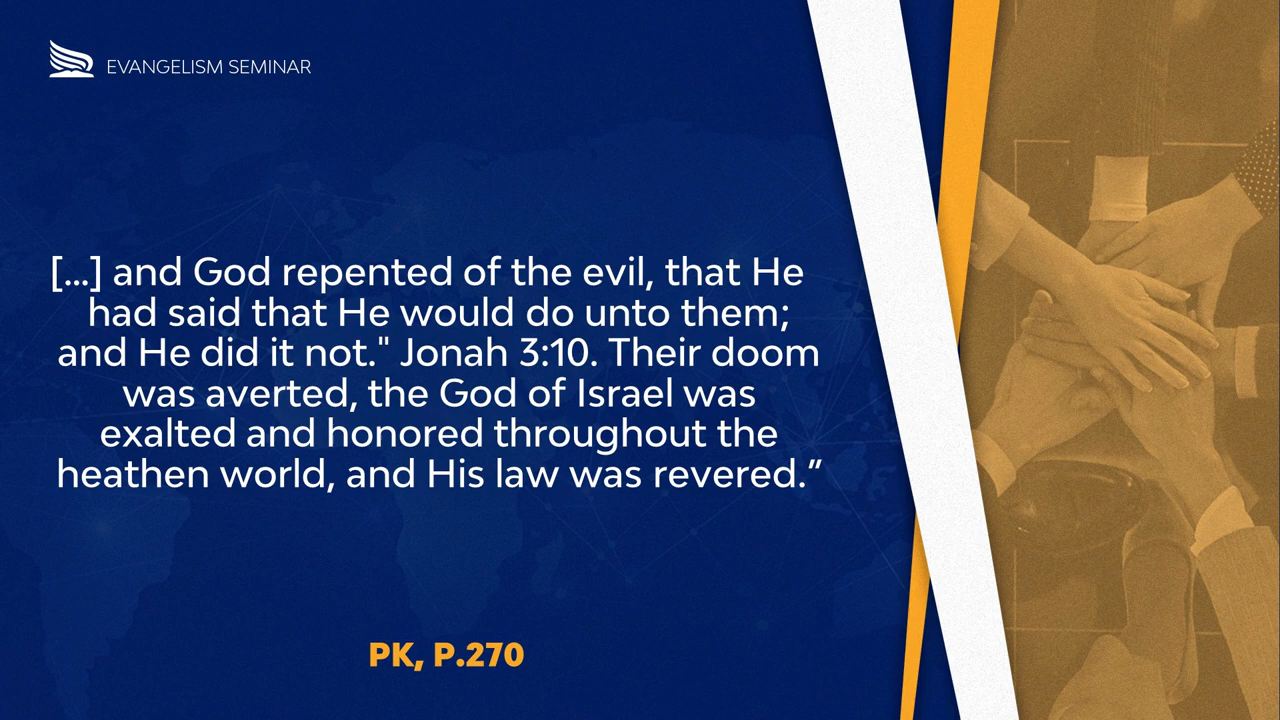 EVANGELISM SEMINAR
[...] and God repented of the evil, that He
had said that He would do unto them;
and He did it not." Jonah 3:10. Their doom
was averted, the God of Israel was
exalted and honored throughout the
heathen world, and His law was revered.”
PK, P.270